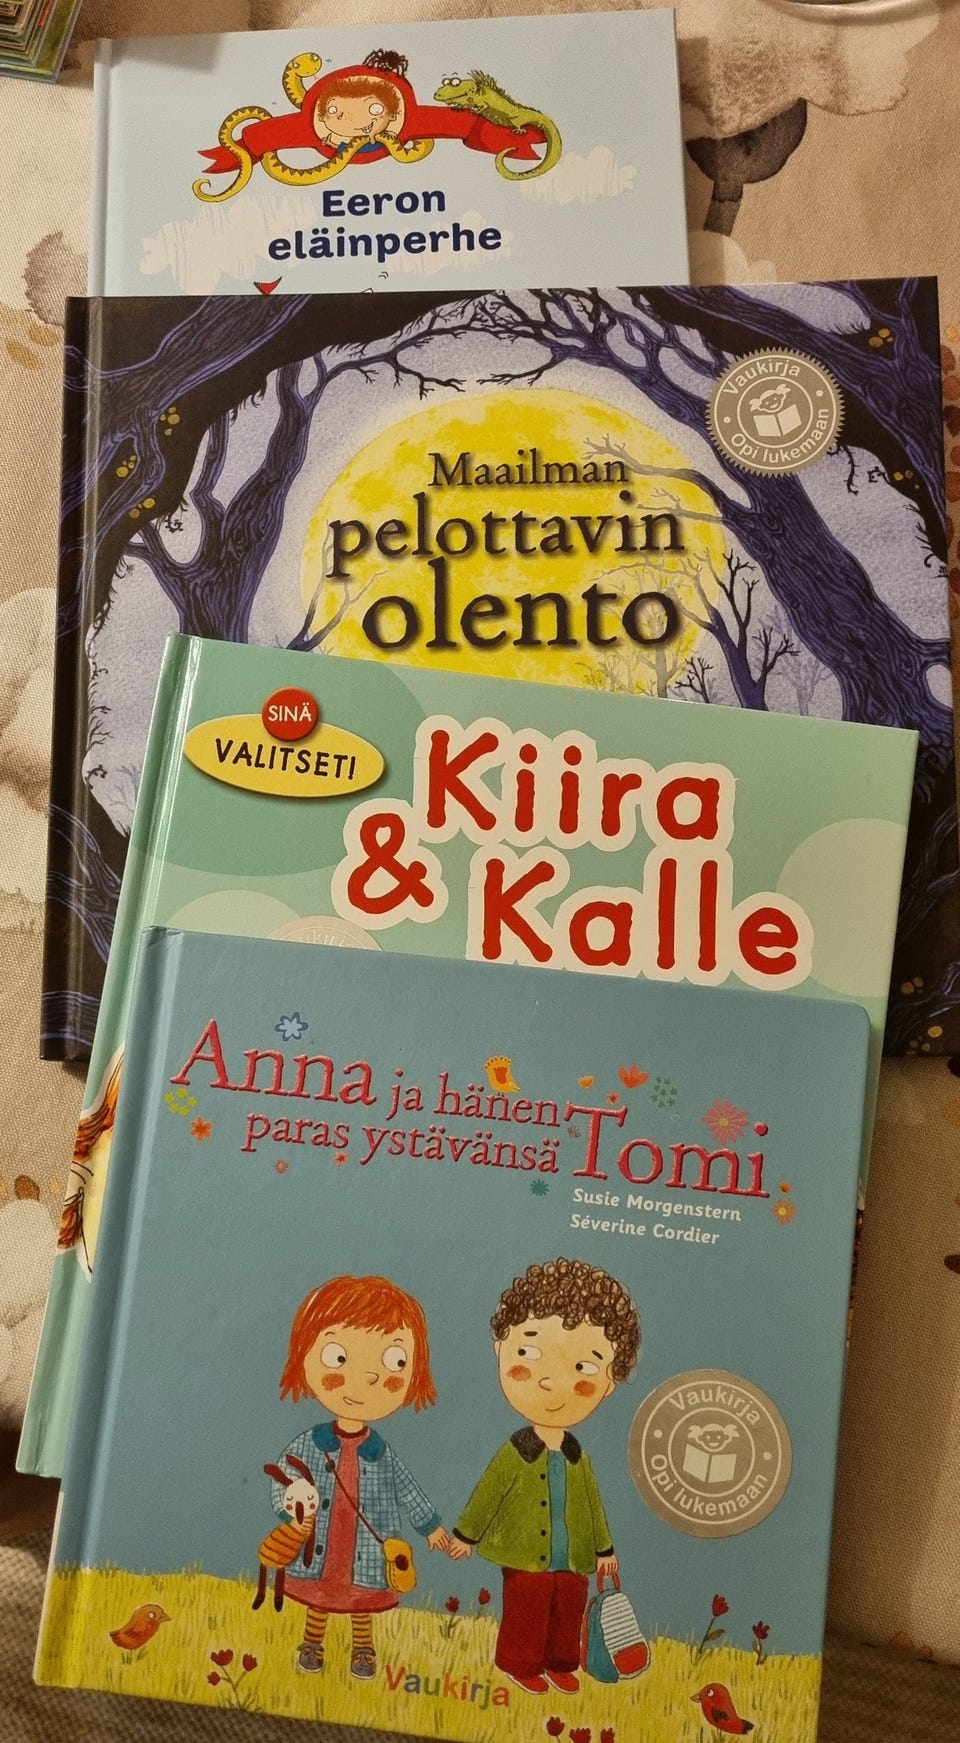 Eeron
eläinperhe
Vaukirja
Opi lukemaan
Maailman
pelottavin
olento
SINÄ
VALITSET!
Kiira
& Kalle
Vaukirja
Anna ja hänen
paras ystävänsä Tomi
Susie Morgenstern
Séverine Cordier
Vaukirja
Opi lukemaan
Vaukirja